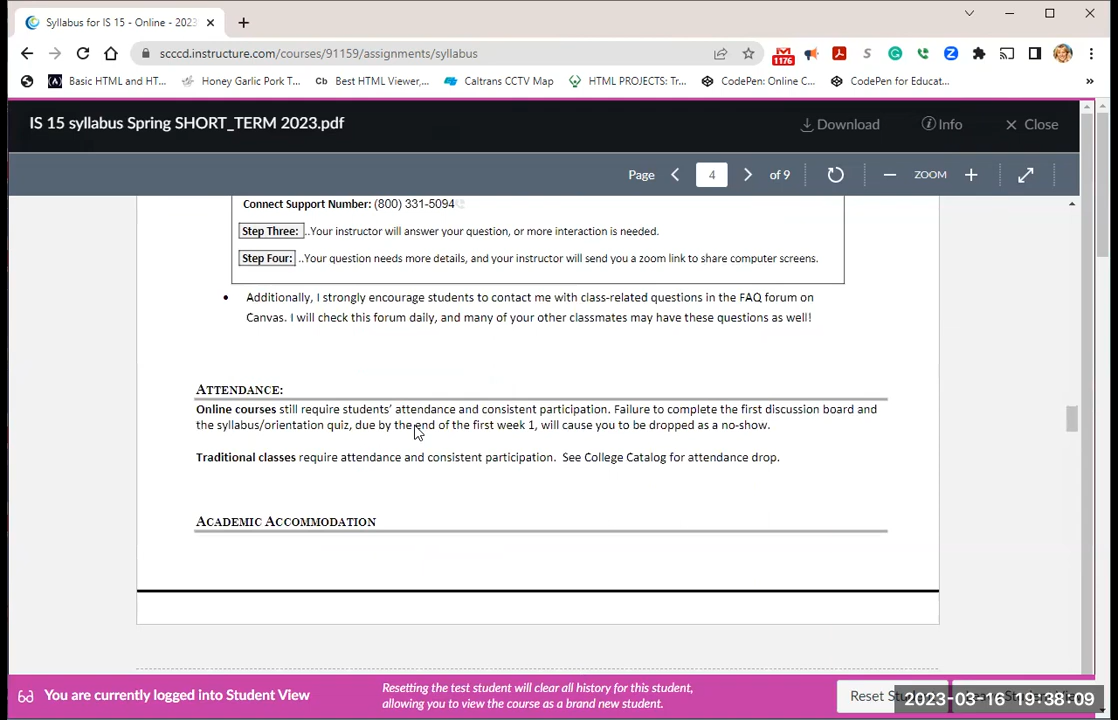 Syllabus for IS 15 - Online - 2023
scccd.instructure.com/courses/91159/assignments/syllabus
1176
Basic HTML and HT...
Honey Garlic Pork T...
Cb Best HTML Viewer,...
Caltrans CCTV Map
HTML PROJECTS: Tr...
CodePen: Online C...
CodePen for Educat...
IS 15 syllabus Spring SHORT_TERM 2023.pdf
Download
Info
Close
Page 4 of 9
ZOOM
Connect Support Number: (800) 331-5094
Step Three: ..Your instructor will answer your question, or more interaction is needed.
Step Four: ..Your question needs more details, and your instructor will send you a zoom link to share computer screens.
• Additionally, I strongly encourage students to contact me with class-related questions in the FAQ forum on
Canvas. I will check this forum daily, and many of your other classmates may have these questions as well!
ATTENDANCE:
Online courses still require students' attendance and consistent participation. Failure to complete the first discussion board and
the syllabus/orientation quiz, due by the end of the first week 1, will cause you to be dropped as a no-show.
Traditional classes require attendance and consistent participation. See College Catalog for attendance drop.
ACADEMIC ACCOMMODATION
You are currently logged into Student View
Resetting the test student will clear all history for this student,
allowing you to view the course as a brand new student.
Reset
2023-03-16 19:38:09